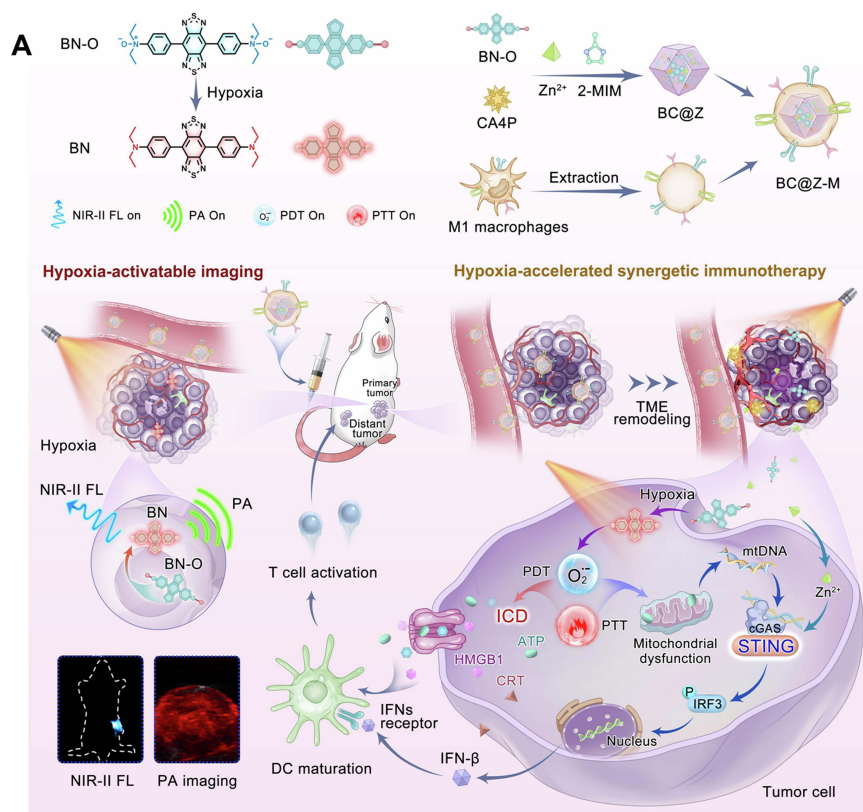 A
BN-O
Hypoxia
BN
NIR-II FL on
PA On
O₂⁻
PDT On
PTT On
BN-O
CA4P
Zn²⁺
2-MIM
BC@Z
Extraction
M1 macrophages
BC@Z-M
Hypoxia-activatable imaging
Hypoxia-accelerated synergetic immunotherapy
Hypoxia
Primary
tumor
Distant
tumor
TME
remodeling
NIR-II FL
BN
PA
BN-O
T cell activation
Hypoxia
PDT
O₂•⁻
ICD
PTT
ATP
HMGB1
CRT
Mitochondrial
dysfunction
mtDNA
Zn²⁺
cGAS
STING
P
IRF3
Nucleus
IFNs
receptor
IFN-β
DC maturation
NIR-II FL
PA imaging
Tumor cell